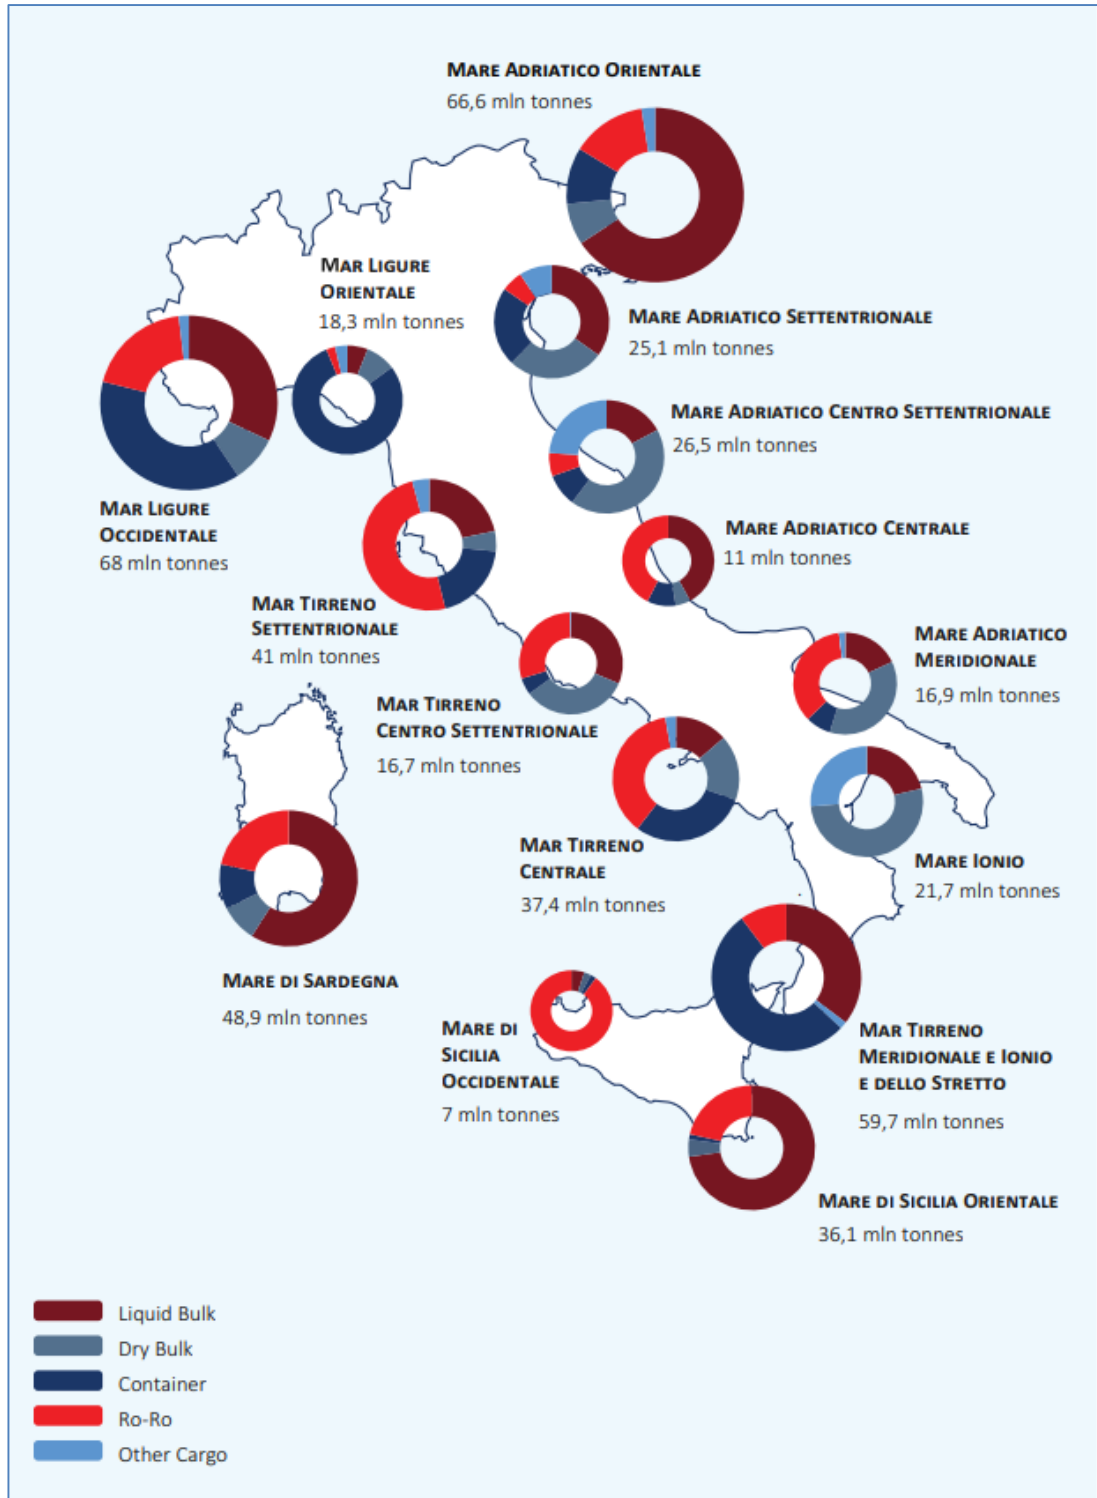 MARE ADRIATICO ORIENTALE
66,6 mln tonnes
MAR LIGURE
ORIENTALE
18,3 mln tonnes
MARE ADRIATICO SETTENTRIONALE
25,1 mln tonnes
MARE ADRIATICO CENTRO SETTENTRIONALE
26,5 mln tonnes
MAR LIGURE
OCCIDENTALE
68 mln tonnes
MARE ADRIATICO CENTRALE
11 mln tonnes
MAR TIRRENO
SETTENTRIONALE
41 mln tonnes
MARE ADRIATICO
MERIDIONALE
16,9 mln tonnes
MAR TIRRENO
CENTRO SETTENTRIONALE
16,7 mln tonnes
MAR TIRRENO
CENTRALE
37,4 mln tonnes
MARE IONIO
21,7 mln tonnes
MARE DI SARDEGNA
48,9 mln tonnes
MARE DI
SICILIA
OCCIDENTALE
7 mln tonnes
MAR TIRRENO
MERIDIONALE E IONIO
E DELLO STRETTO
59,7 mln tonnes
MARE DI SICILIA ORIENTALE
36,1 mln tonnes
Liquid Bulk
Dry Bulk
Container
Ro-Ro
Other Cargo